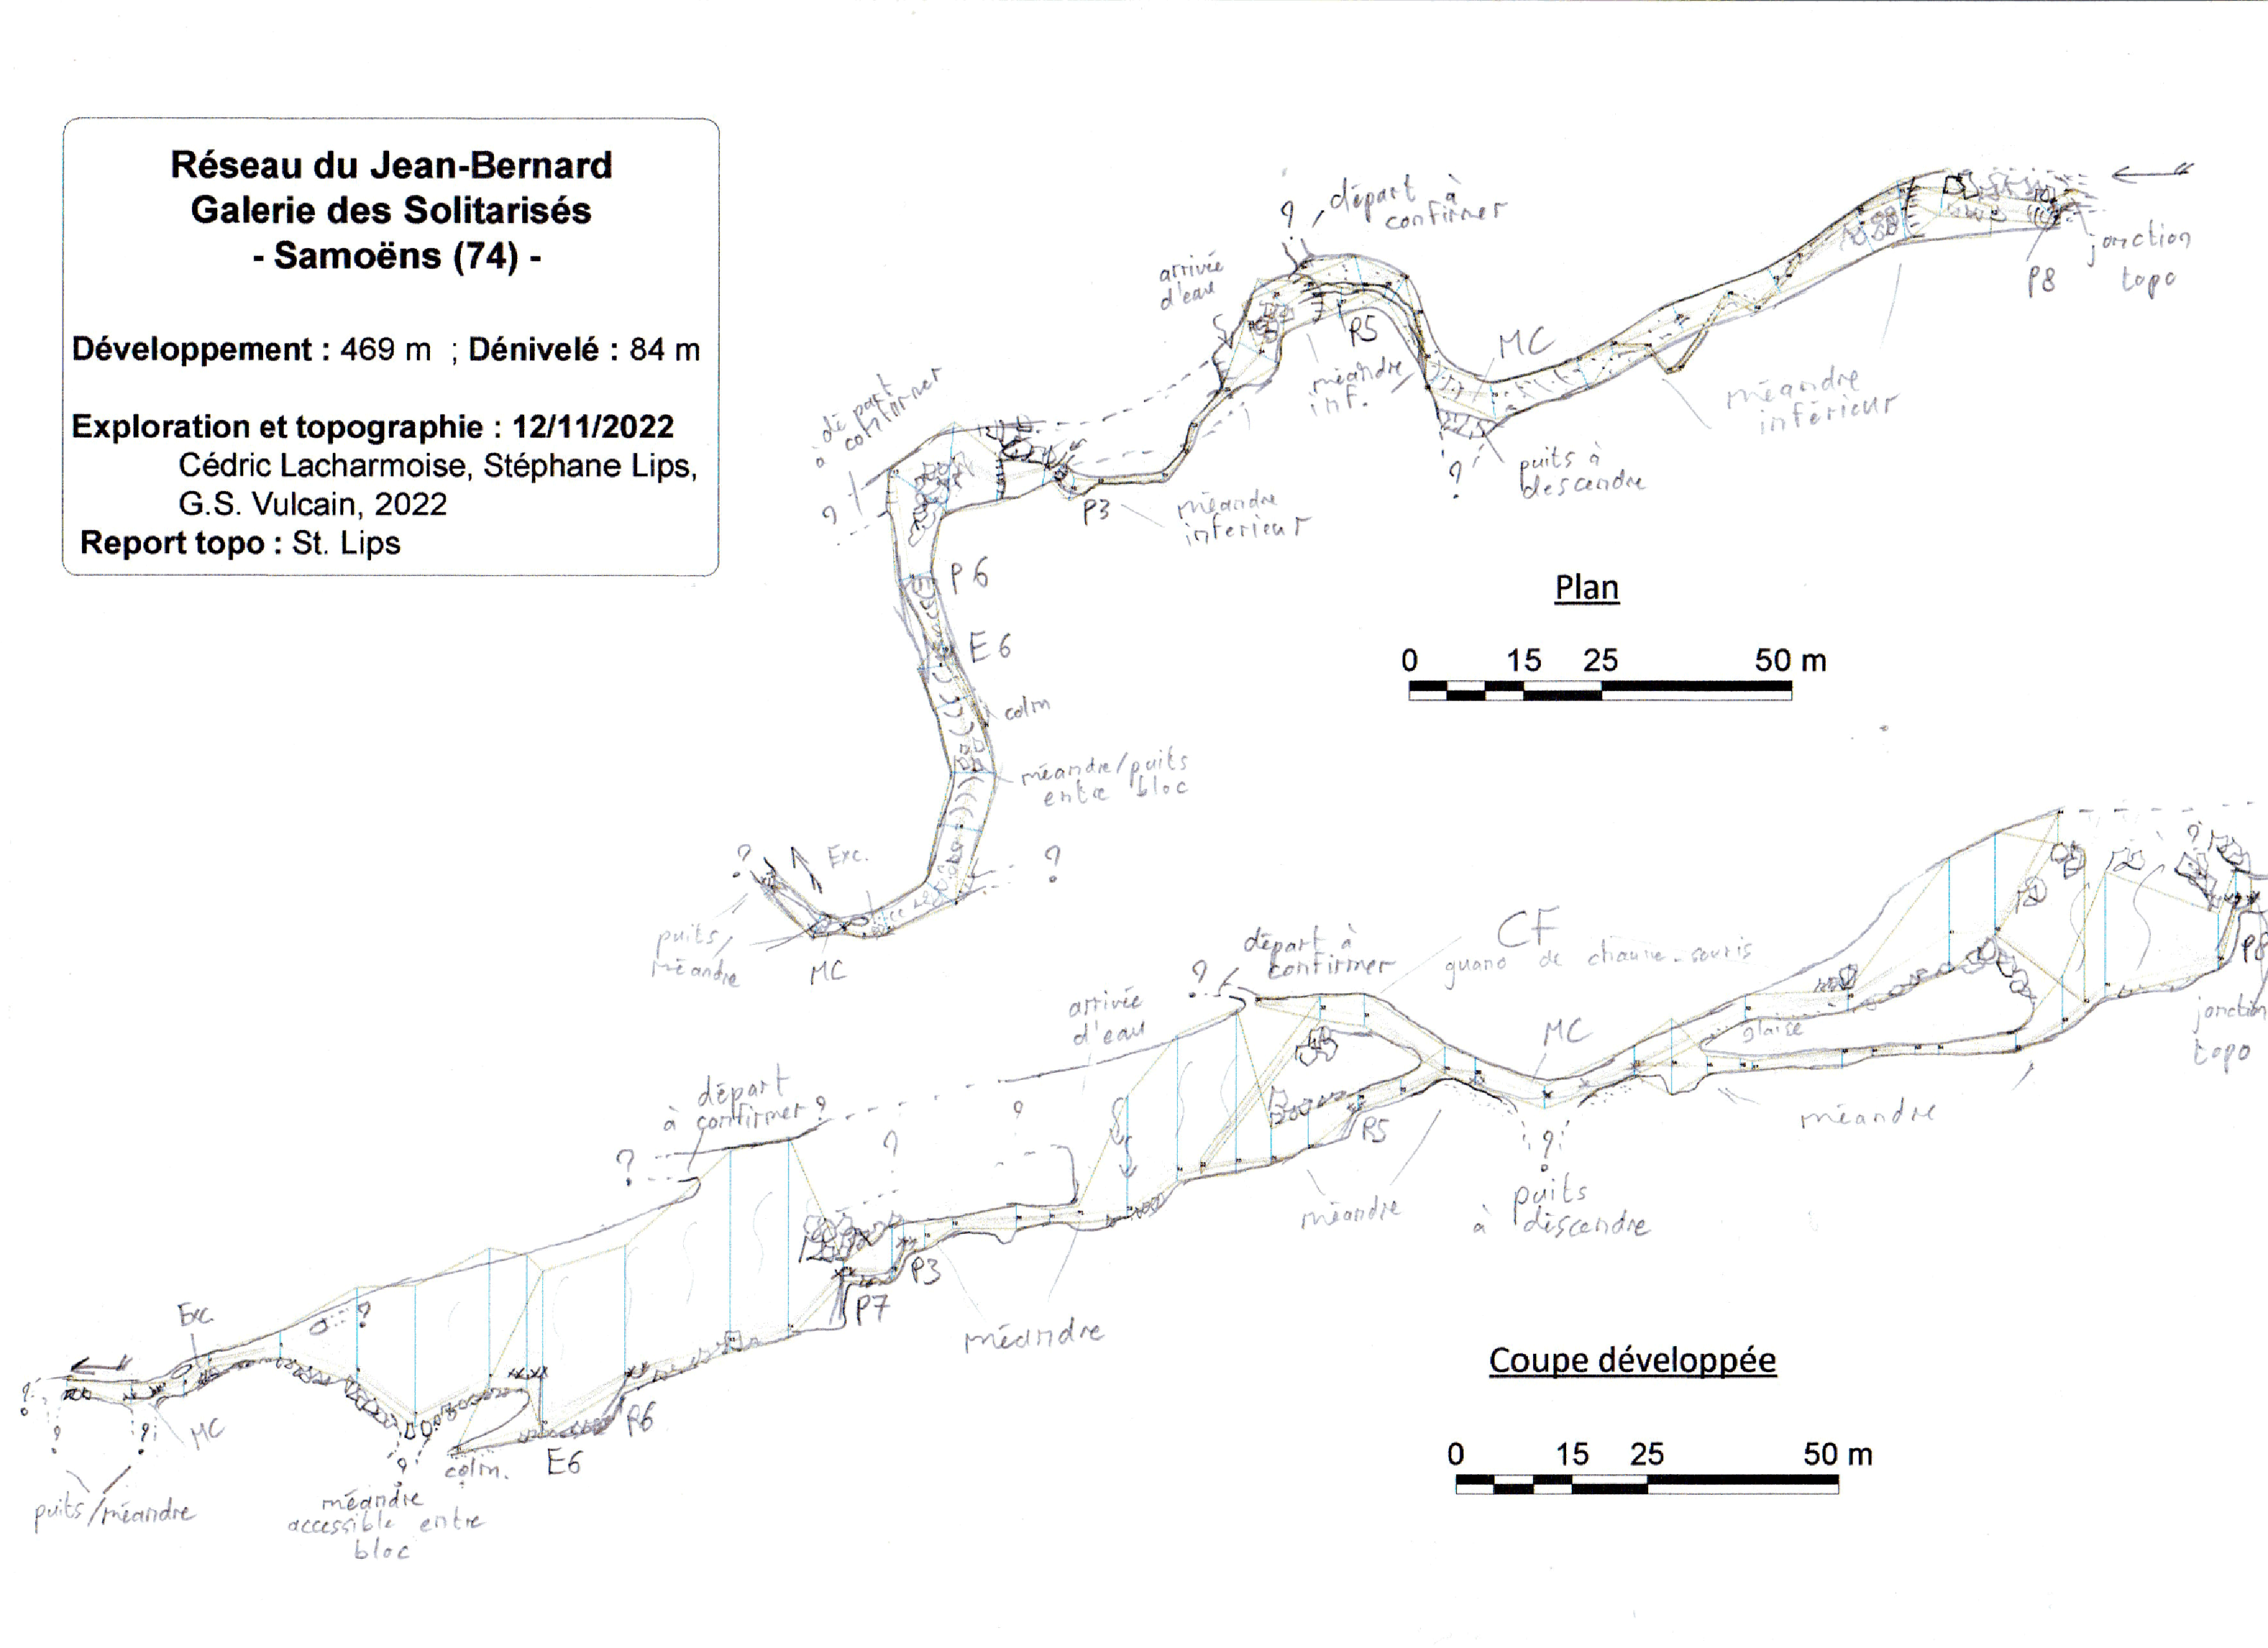 Réseau du Jean-Bernard
Galerie des Solitarisés
- Samoëns (74) -
Développement : 469 m ; Dénivelé : 84 m
Exploration et topographie : 12/11/2022
Cédric Lacharmoise, Stéphane Lips,
G.S. Vulcain, 2022
Report topo : St. Lips
? départ à
confirmer
arrivée
d'eau
P5
méandre
inf.
MC
jonction
topo
P8
méandre
inférieur
?
puits à
descendre
départ
à confirmer
?
P3
méandre
inferieur
P6
E6
colm
méandre/puits
entre bloc
?
?
Exc.
puits/
méandre
MC
Plan
0 15 25 50 m
départ à
confirmer
?
CF
guano de chauve-souris
arrivée
d'eau
MC
glaise
?
P8
jonction
topo
méandre
départ
à confirmer ?
?
?
?
P5
méandre
?
puits
à descendre
P3
P7
méandre
Exc.
?
?
?
?
MC
puits/méandre
?
méandre
accessible entre
bloc
colm.
E6
P6
Coupe développée
0 15 25 50 m